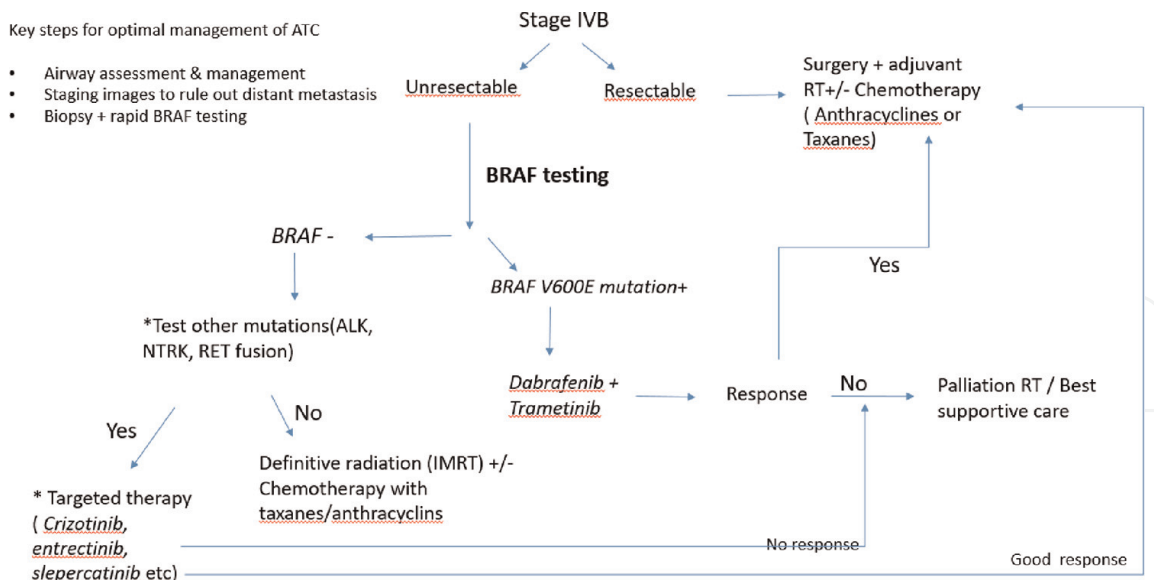 Key steps for optimal management of ATC
• Airway assessment & management
• Staging images to rule out distant metastasis
• Biopsy + rapid BRAF testing
Stage IVB
Unresectable
Resectable
Surgery + adjuvant
RT+/- Chemotherapy
( Anthracyclines or
Taxanes)
BRAF testing
BRAF -
BRAF V600E mutation+
*Test other mutations(ALK,
NTRK, RET fusion)
Yes
No
Dabrafenib +
Trametinib
Response
Yes
No
Palliation RT / Best
supportive care
Definitive radiation (IMRT) +/-
Chemotherapy with
taxanes/anthracyclins
* Targeted therapy
( Crizotinib,
entrectinib,
slepercatinib etc)
No response
Good response